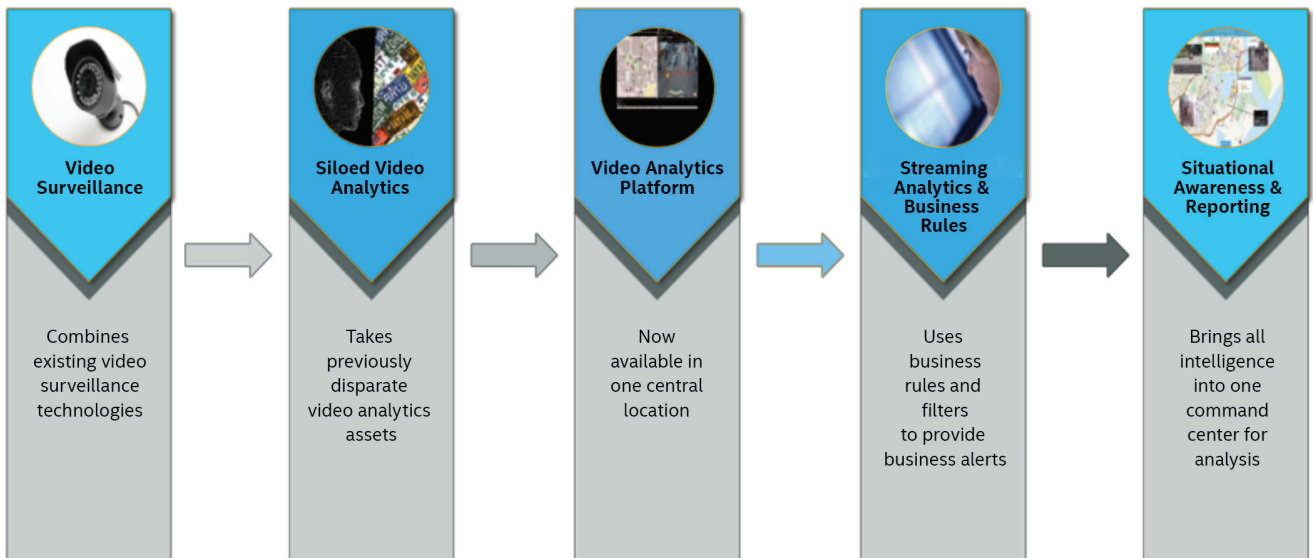 Video
Surveillance
Combines
existing video
surveillance
technologies
Siloed Video
Analytics
Takes
previously
disparate
video analytics
assets
Video Analytics
Platform
Now
available in
one central
location
Streaming
Analytics &
Business
Rules
Uses
business
rules and
filters
to provide
business alerts
Situational
Awareness &
Reporting
Brings all
intelligence
into one
command
center for
analysis